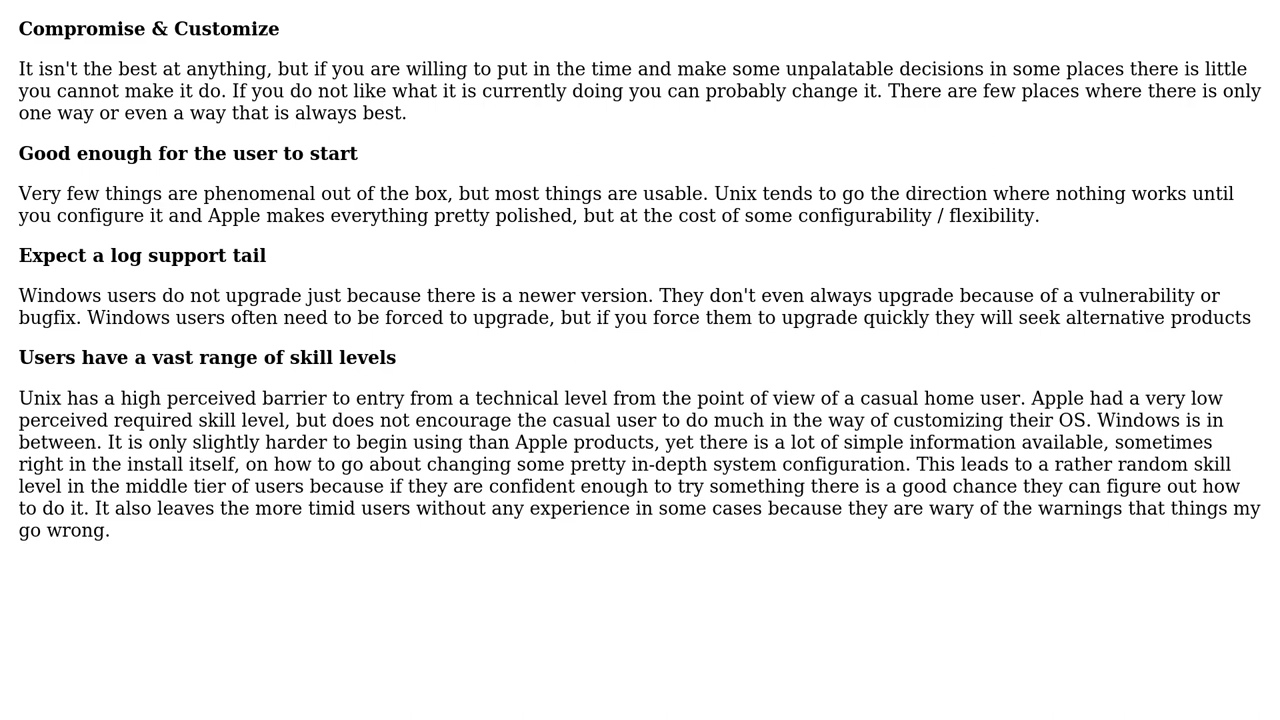 Compromise & Customize
It isn't the best at anything, but if you are willing to put in the time and make some unpalatable decisions in some places there is little
you cannot make it do. If you do not like what it is currently doing you can probably change it. There are few places where there is only
one way or even a way that is always best.
Good enough for the user to start
Very few things are phenomenal out of the box, but most things are usable. Unix tends to go the direction where nothing works until
you configure it and Apple makes everything pretty polished, but at the cost of some configurability / flexibility.
Expect a log support tail
Windows users do not upgrade just because there is a newer version. They don't even always upgrade because of a vulnerability or
bugfix. Windows users often need to be forced to upgrade, but if you force them to upgrade quickly they will seek alternative products
Users have a vast range of skill levels
Unix has a high perceived barrier to entry from a technical level from the point of view of a casual home user. Apple had a very low
perceived required skill level, but does not encourage the casual user to do much in the way of customizing their OS. Windows is in
between. It is only slightly harder to begin using than Apple products, yet there is a lot of simple information available, sometimes
right in the install itself, on how to go about changing some pretty in-depth system configuration. This leads to a rather random skill
level in the middle tier of users because if they are confident enough to try something there is a good chance they can figure out how
to do it. It also leaves the more timid users without any experience in some cases because they are wary of the warnings that things my
go wrong.